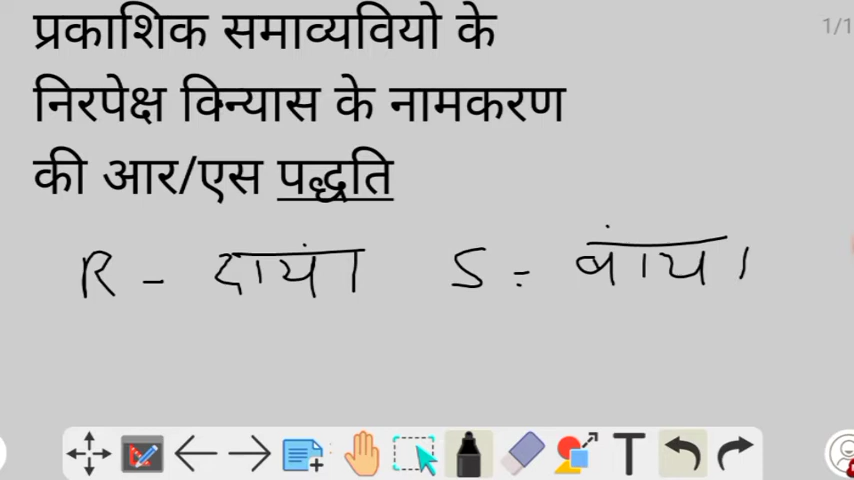 प्रकाशिक समाव्यवियो के
1/1
निरपेक्ष विन्यास के नामकरण
की आर/एस पद्धति
R - दायां S = बांया
T